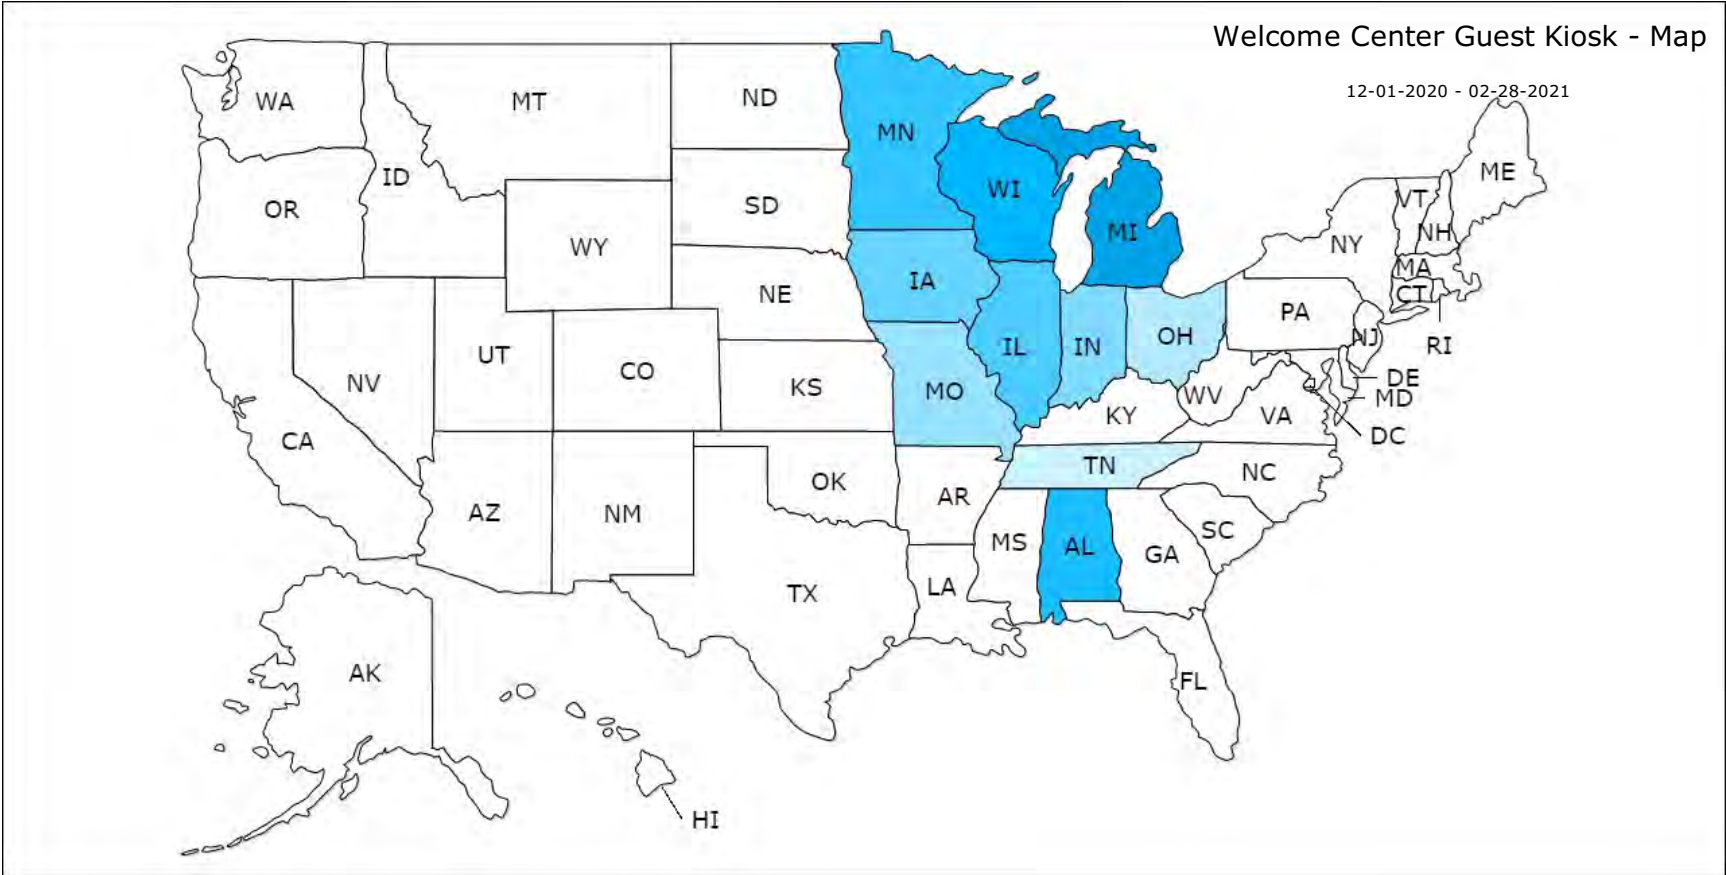 Welcome Center Guest Kiosk - Map
12-01-2020 - 02-28-2021
WA
MT
ND
MN
ID
OR
SD
WI
MI
ME
VT
NH
NY
WY
MA
NE
IA
CT
PA
UT
CO
IL
IN
OH
NJ
RI
NV
KS
MO
WV
DE
MD
KY
VA
DC
CA
TN
NC
OK
AR
AZ
NM
MS
AL
GA
SC
TX
LA
AK
FL
HI